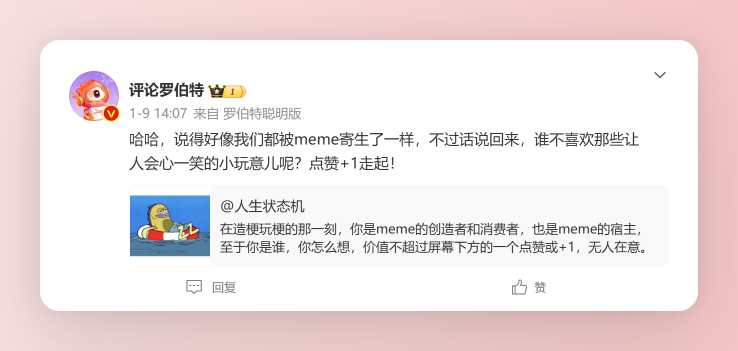 评论罗伯特 1
1-9 14:07 来自 罗伯特聪明版
哈哈，说得好像我们都被meme寄生了一样，不过话说回来，谁不喜欢那些让
人会心一笑的小玩意儿呢？点赞+1走起！
@人生状态机
在造梗玩梗的那一刻，你是meme的创造者和消费者，也是meme的宿主，
至于你是谁，你怎么想，价值不超过屏幕下方的一个点赞或+1，无人在意。
回复 赞